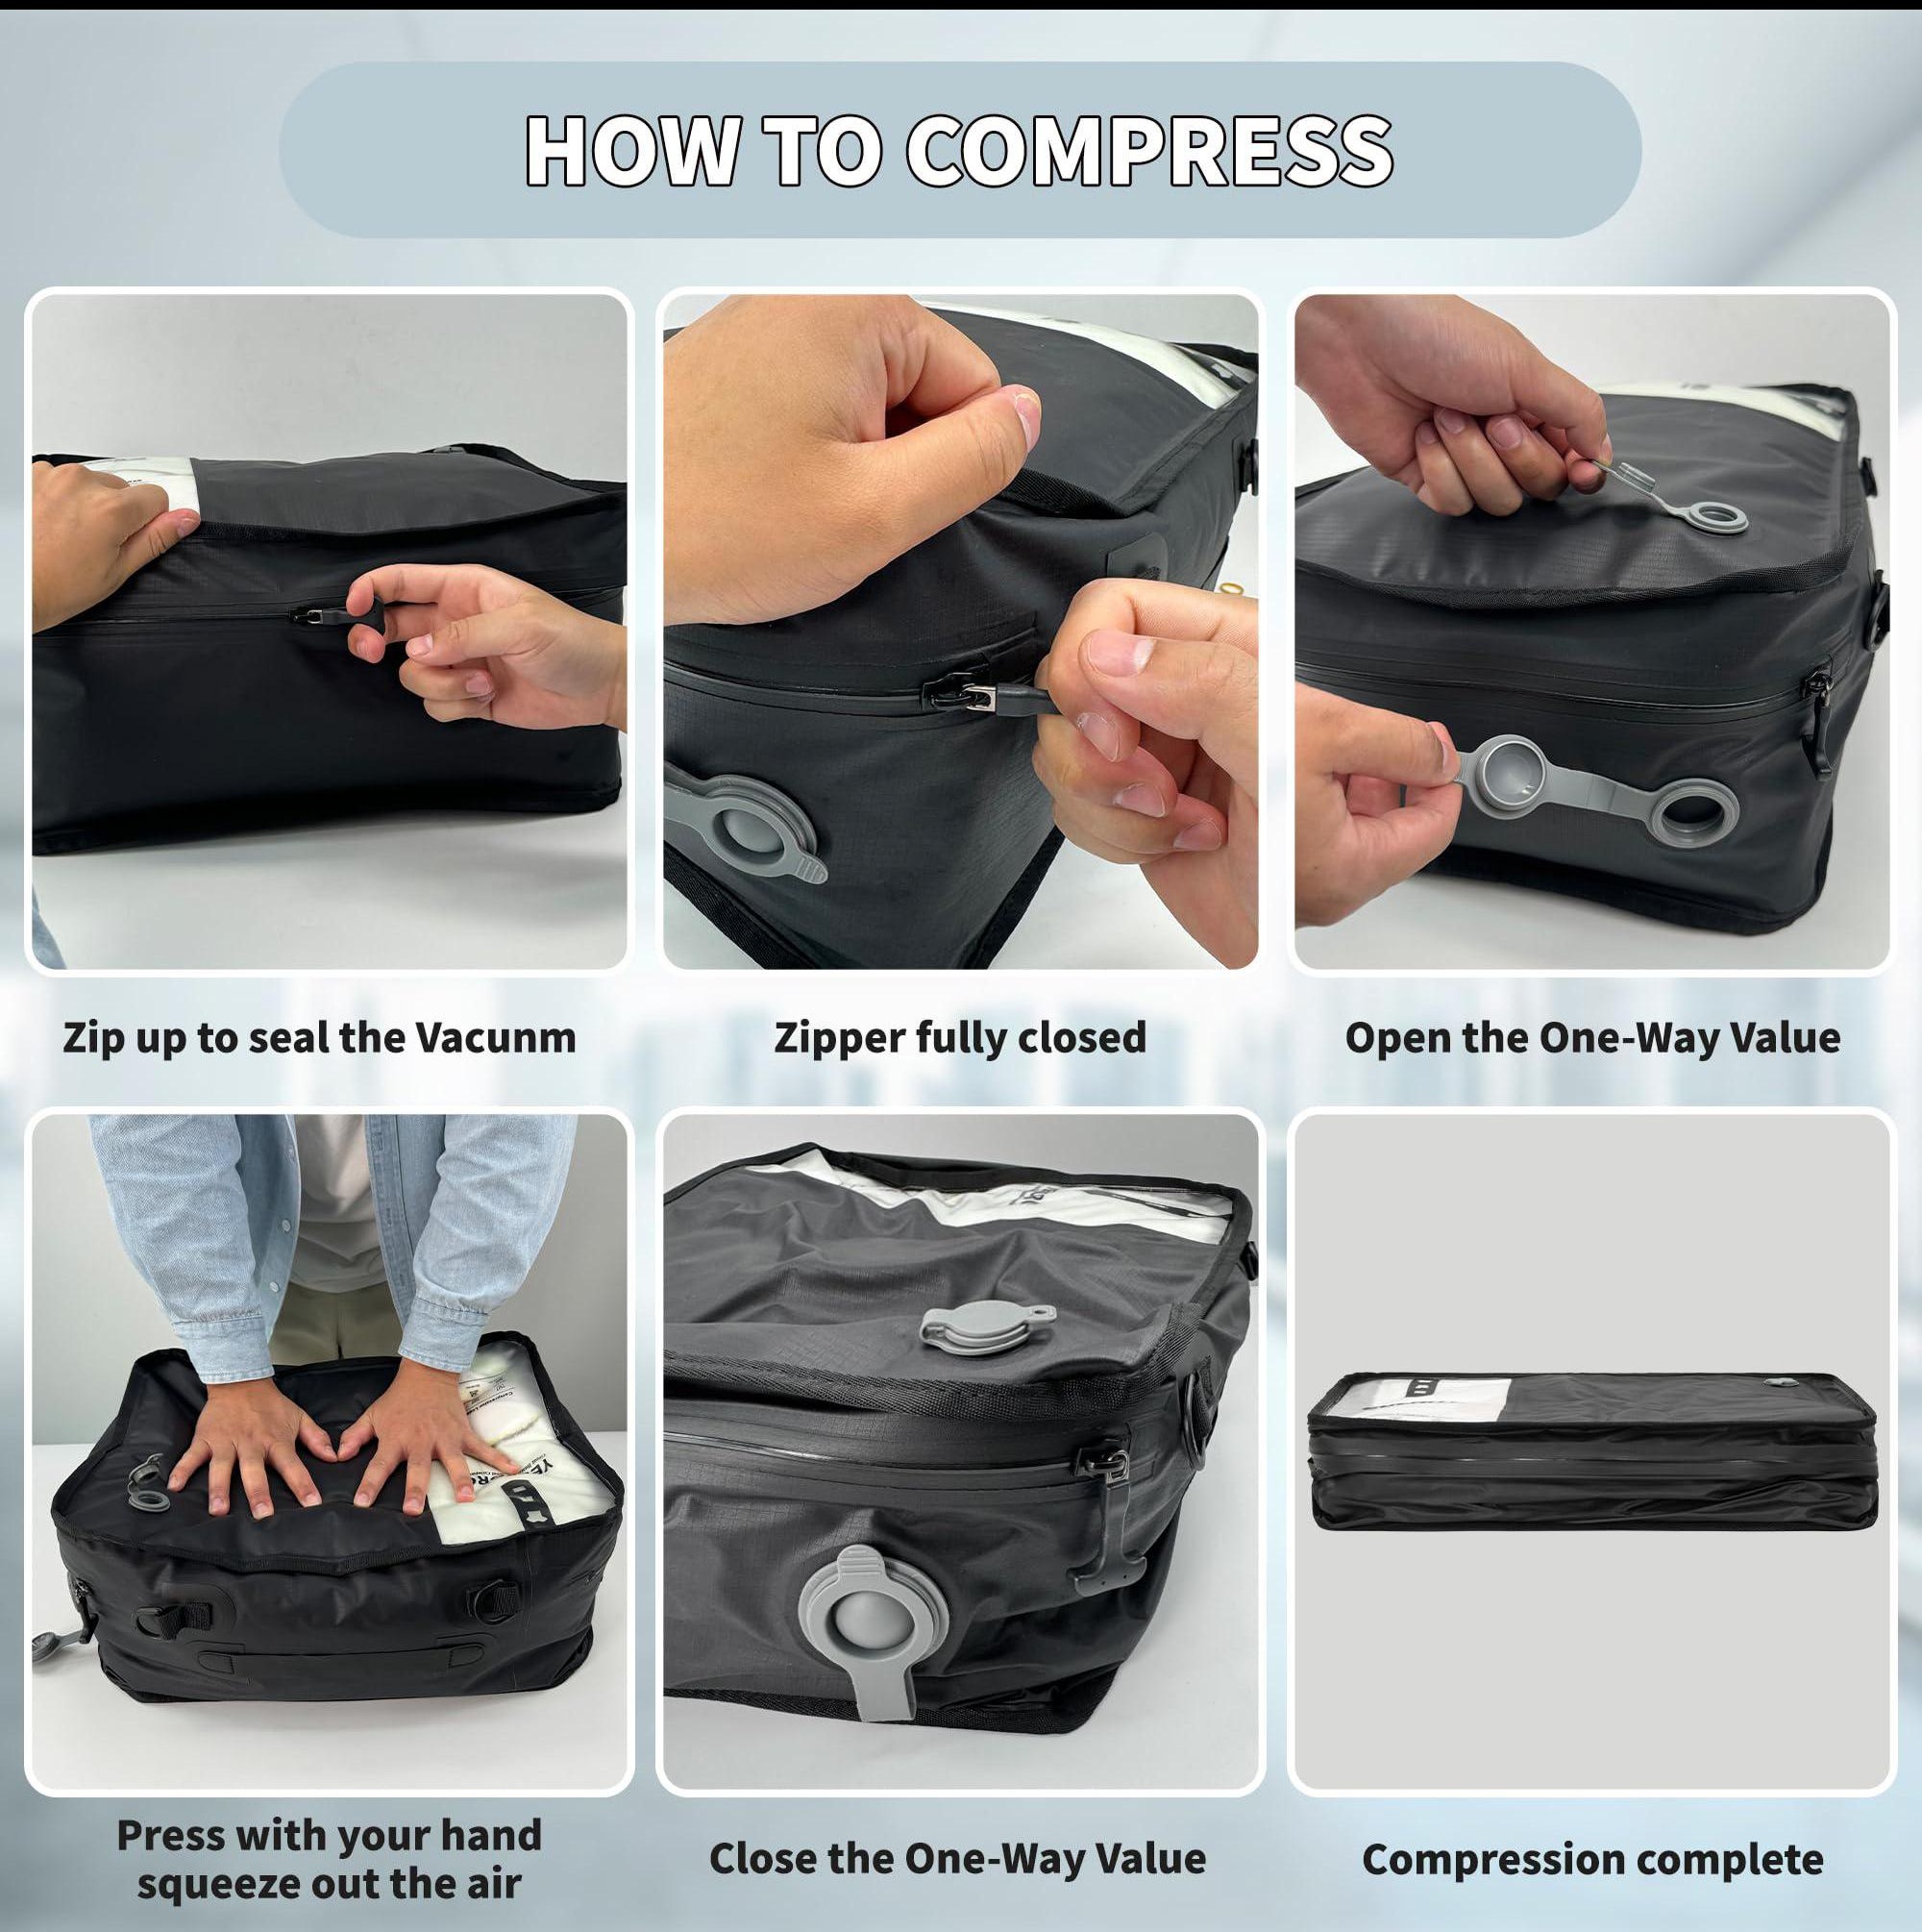 HOW TO COMPRESS
Zip up to seal the Vacunm
Zipper fully closed
Open the One-Way Value
Press with your hand
squeeze out the air
Close the One-Way Value
Compression complete